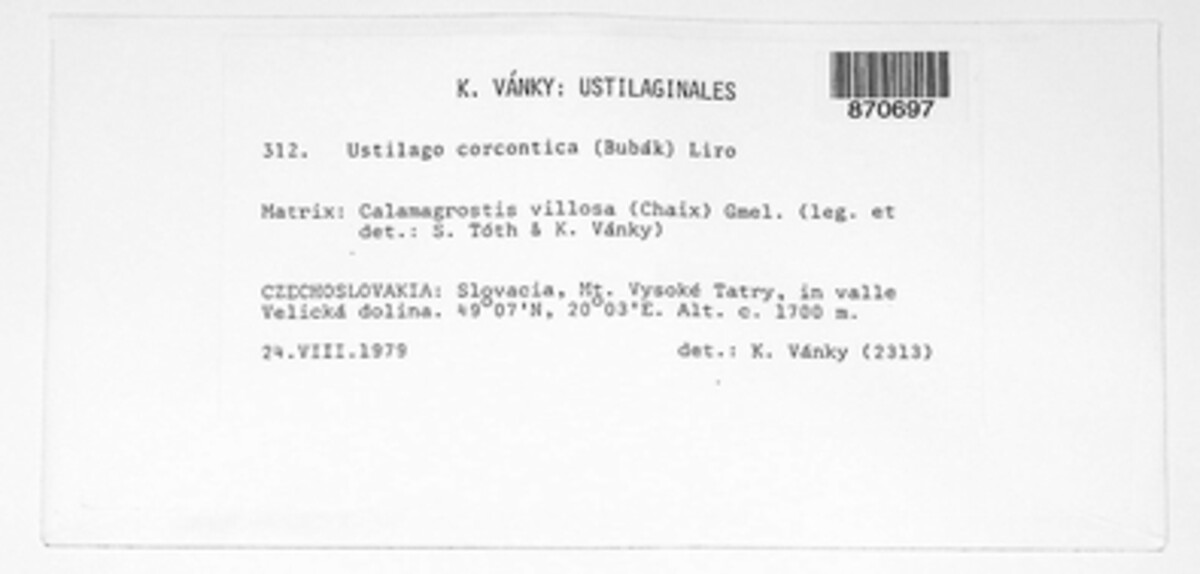 K. VÁNKY: USTILAGINALES
870697
312. Ustilago corcontica (Bubák) Liro
Matrix: Calamagrostis villosa (Chaix) Gmel. (leg. et
det.: S. Tóth & K. Vánky)
CZECHOSLOVAKIA: Slovacia, Mt. Vysoké Tatry, in valle
Velická dolina. 49°07'N, 20°03'E. Alt. c. 1700 m.
24.VIII.1979 det.: K. Vánky (2313)